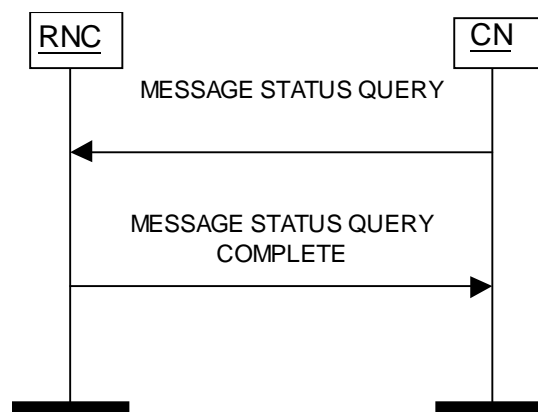 RNC
CN
MESSAGE STATUS QUERY
MESSAGE STATUS QUERY
COMPLETE